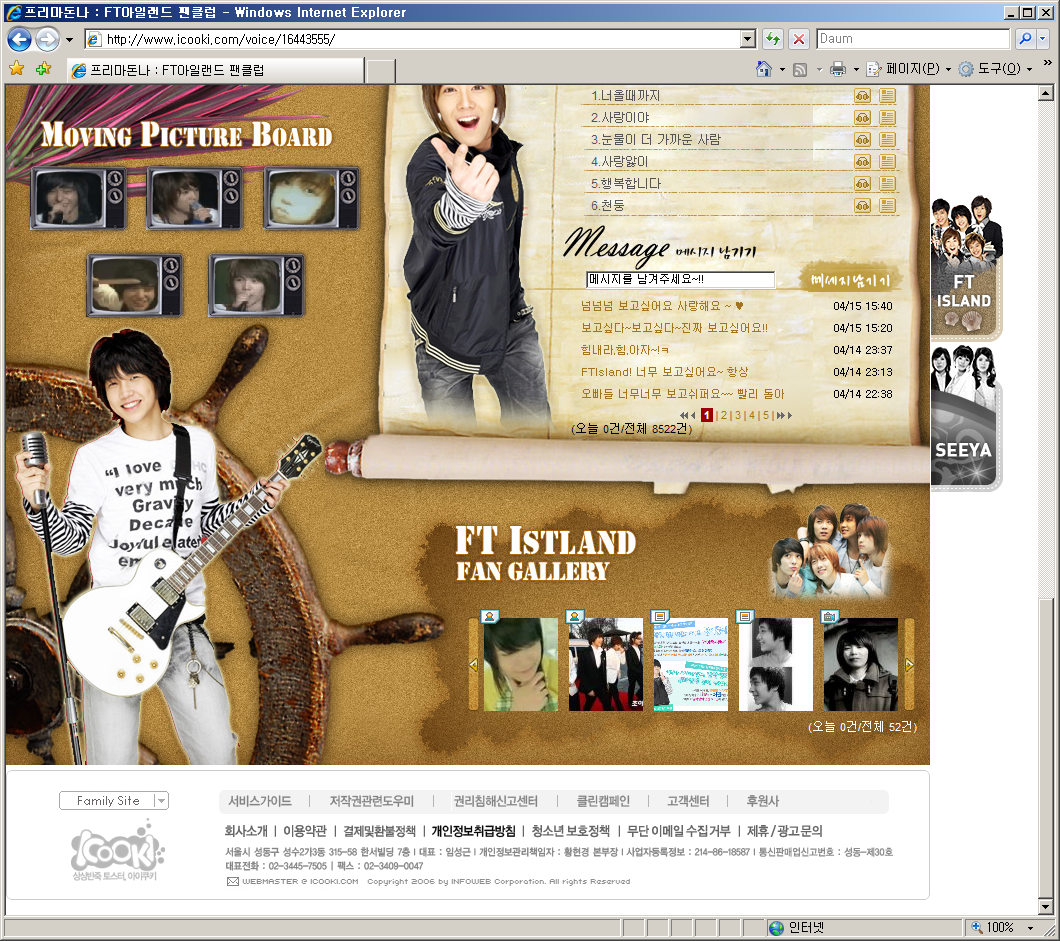 프리마돈나 : FT아일랜드 팬클럽 - Windows Internet Explorer
http://www.icooki.com/voice/16443555/
Daum
프리마돈나 : FT아일랜드 팬클럽
페이지(P)
도구(O)
MOVING PICTURE BOARD
1.너올때까지
2.사랑이야
3.눈물이 더 가까운 사람
4.사랑앓이
5.행복합니다
6.천둥
Message 메시지 남기기
메시지를 남겨주세요~!!
메세지남기기
넘넘넘 보고싶어요 사랑해요 ~ ♥ 04/15 15:40
보고싶다~보고싶다~진짜 보고싶어요!! 04/15 15:20
힘내라,힘,아자~!ㅋ 04/14 23:37
FTIsland! 너무 보고싶어요~ 항상 04/14 23:13
오빠들 너무너무 보고쉬퍼요~~ 빨리 돌아 04/14 22:38
1 | 2 | 3 | 4 | 5 |
(오늘 0건/전체 8522건)
FT ISLAND
SEEYA
"I love
very much
Gravity
Decade
FT ISTLAND
FAN GALLERY
(오늘 0건/전체 52건)
Family Site
서비스가이드 | 저작권관련도우미 | 권리침해신고센터 | 클린캠페인 | 고객센터 | 후원사
회사소개 | 이용약관 | 결제및환불정책 | 개인정보취급방침 | 청소년 보호정책 | 무단 이메일 수집거부 | 제휴/광고문의
iCOOKi
상상반죽 토스터, 아이쿠키
서울시 성동구 성수2가3동 315-58 한서빌딩 7층 | 대표 : 임성근 | 개인정보관리책임자 : 황현경 본부장 | 사업자등록정보 : 214-86-18587 | 통신판매업신고번호 : 성동-제30호
대표전화 : 02-3445-7505 | 팩스 : 02-3409-0047
WEBMASTER @ ICOOKI.COM Copyright 2006 by INFOWEB Corporation. All rights Reserved
인터넷
100%